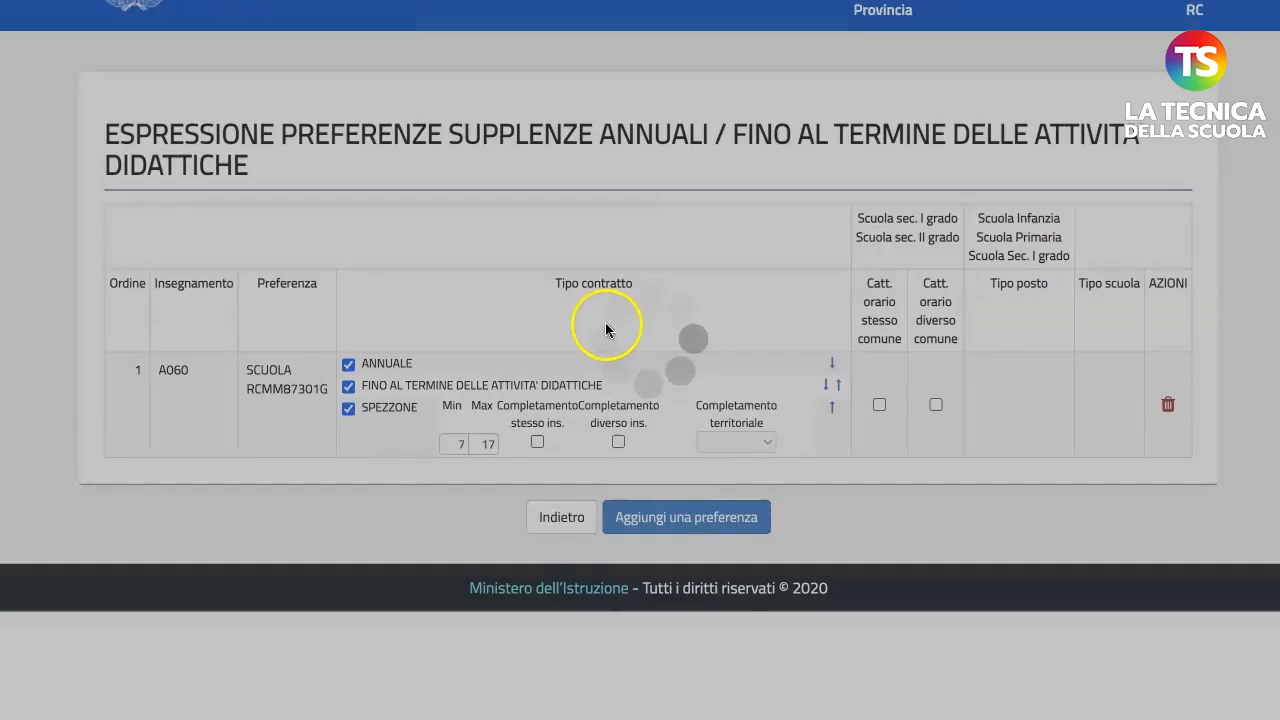 Provincia RC
TS
LA TECNICA
DELLA SCUOLA
ESPRESSIONE PREFERENZE SUPPLENZE ANNUALI / FINO AL TERMINE DELLE ATTIVITA'
DIDATTICHE
Scuola sec. I grado
Scuola sec. II grado
Scuola Infanzia
Scuola Primaria
Scuola Sec. I grado
Ordine
Insegnamento
Preferenza
Tipo contratto
Catt.
orario
stesso
comune
Catt.
orario
diverso
comune
Tipo posto
Tipo scuola
AZIONI
1
A060
SCUOLA
RCMM87301G
ANNUALE
FINO AL TERMINE DELLE ATTIVITA' DIDATTICHE
SPEZZONE
Min
Max
Completamento
stesso ins.
Completamento
diverso ins.
Completamento
territoriale
7
17
Indietro
Aggiungi una preferenza
Ministero dell'Istruzione - Tutti i diritti riservati © 2020